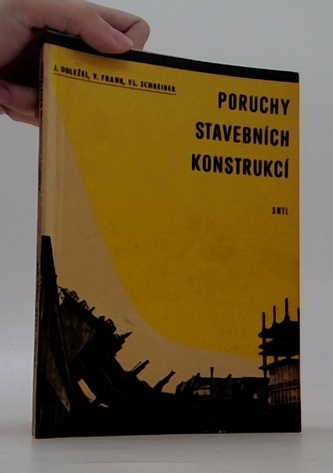 J. DOLEŽEL, V. FRANK, VL. SCHNEIDER
PORUCHY
STAVEBNÍCH
KONSTRUKCÍ
SNTL